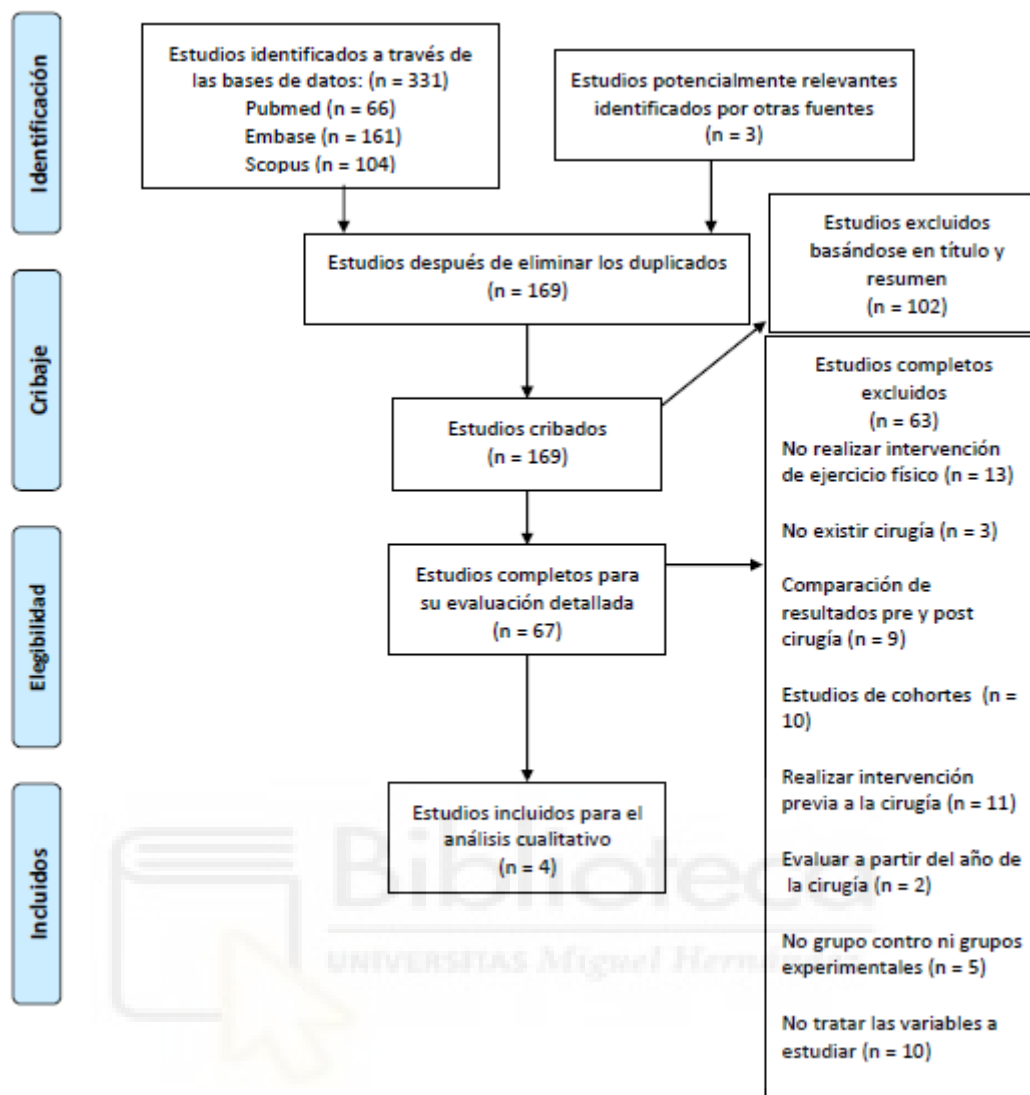 Identificación
Estudios identificados a través de
las bases de datos: (n = 331)
Pubmed (n = 66)
Embase (n = 161)
Scopus (n = 104)
Estudios potencialmente relevantes
identificados por otras fuentes
(n = 3)
Estudios después de eliminar los duplicados
(n = 169)
Estudios excluidos
basándose en título y
resumen
(n = 102)
Cribaje
Estudios cribados
(n = 169)
Estudios completos
excluidos
(n = 63)
No realizar intervención
de ejercicio físico (n = 13)
No existir cirugía (n = 3)
Comparación de
resultados pre y post
cirugía (n = 9)
Estudios de cohortes (n =
10)
Realizar intervención
previa a la cirugía (n = 11)
Evaluar a partir del año de
la cirugía (n = 2)
No grupo contro ni grupos
experimentales (n = 5)
No tratar las variables a
estudiar (n = 10)
Elegibilidad
Estudios completos para
su evaluación detallada
(n = 67)
Incluidos
Estudios incluidos para el
análisis cualitativo
(n = 4)
Biblioteca
UNIVERSITAS Miguel Hernández